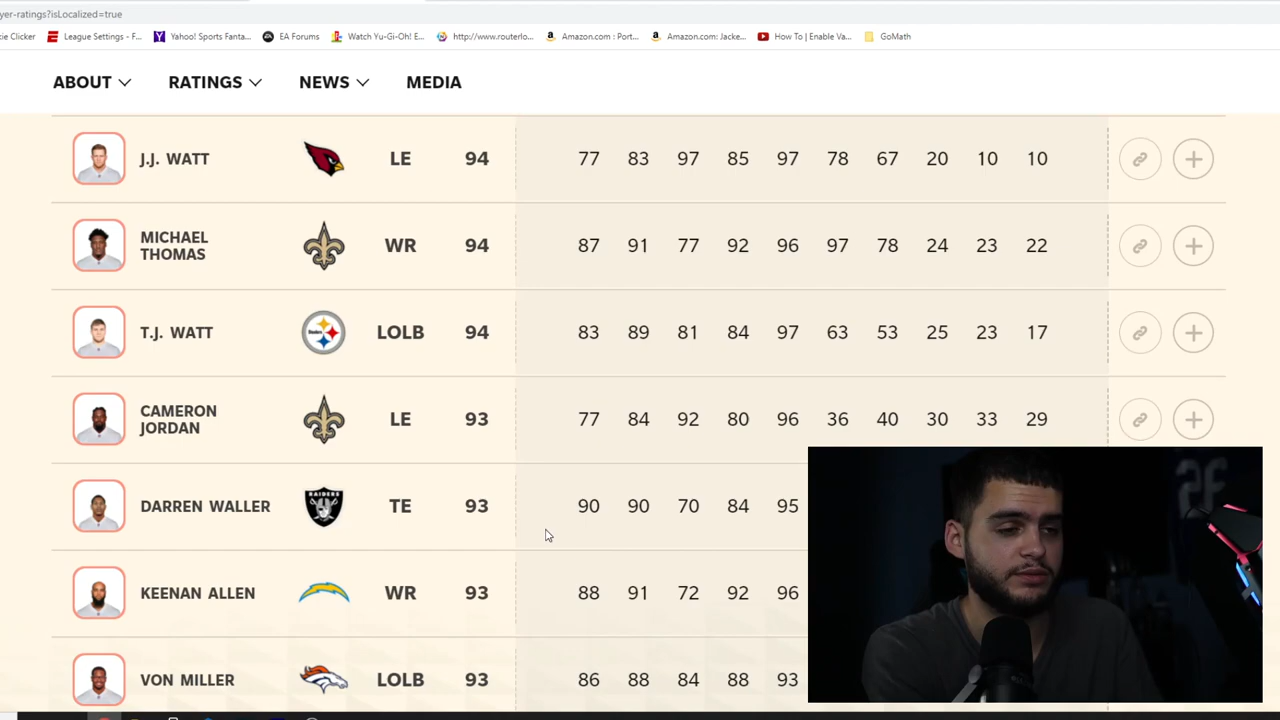 yer-ratings?isLocalized=true
kie Clicker League Settings - F... Yahoo! Sports Fanta... EA Forums Watch Yu-Gi-Oh! E... http://www.routerlo... Amazon.com : Port... Amazon.com: Jacke... How To | Enable Va... GoMath
ABOUT RATINGS NEWS MEDIA
J.J. WATT LE 94 77 83 97 85 97 78 67 20 10 10
MICHAEL
THOMAS WR 94 87 91 77 92 96 97 78 24 23 22
T.J. WATT Steelers LOLB 94 83 89 81 84 97 63 53 25 23 17
CAMERON
JORDAN LE 93 77 84 92 80 96 36 40 30 33 29
DARREN WALLER RAIDERS TE 93 90 90 70 84 95
KEENAN ALLEN WR 93 88 91 72 92 96
VON MILLER LOLB 93 86 88 84 88 93